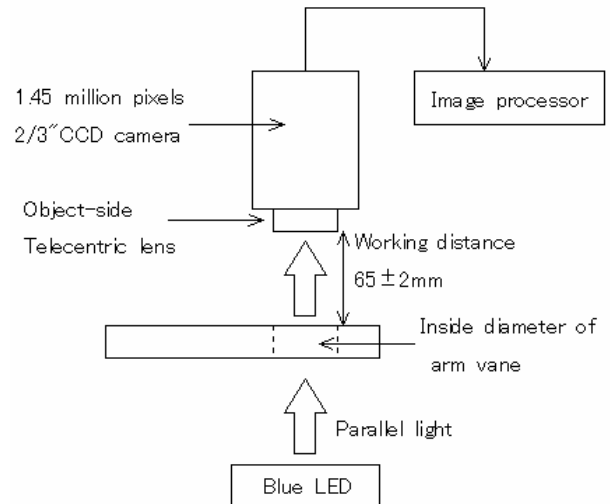 1.45 million pixels
2/3"CCD camera
Image processor
Object-side
Telecentric lens
Working distance
65±2mm
Inside diameter of
arm vane
Parallel light
Blue LED